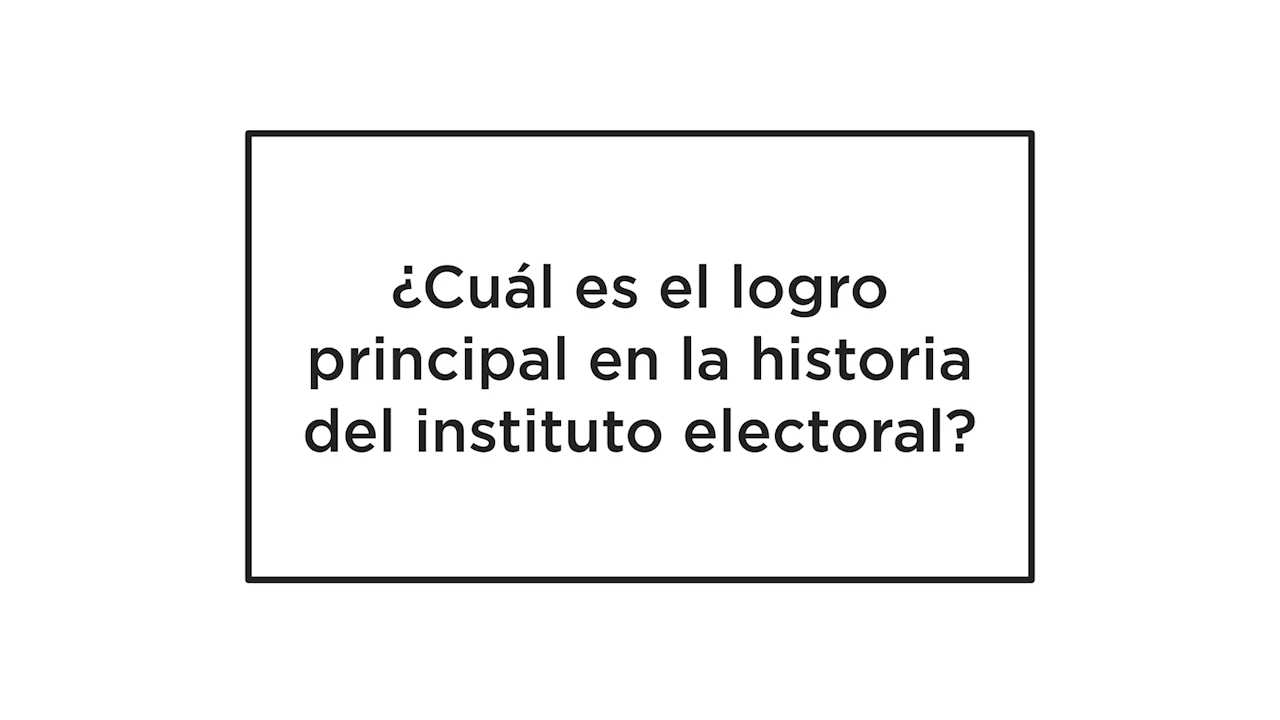 ¿Cuál es el logro
principal en la historia
del instituto electoral?